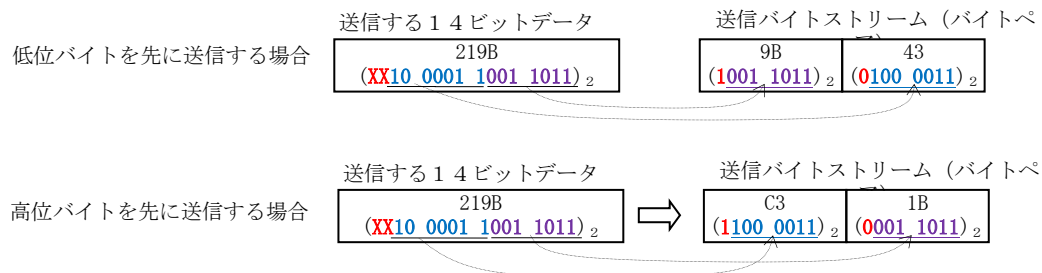 送信する１４ビットデータ
送信バイトストリーム（バイトペ
低位バイトを先に送信する場合
219B
(XX10 0001 1001 1011)₂
9B
(1001 1011)₂
43
(0100 0011)₂
送信する１４ビットデータ
送信バイトストリーム（バイトペ
高位バイトを先に送信する場合
219B
(XX10 0001 1001 1011)₂
C3
(1100 0011)₂
1B
(0001 1011)₂